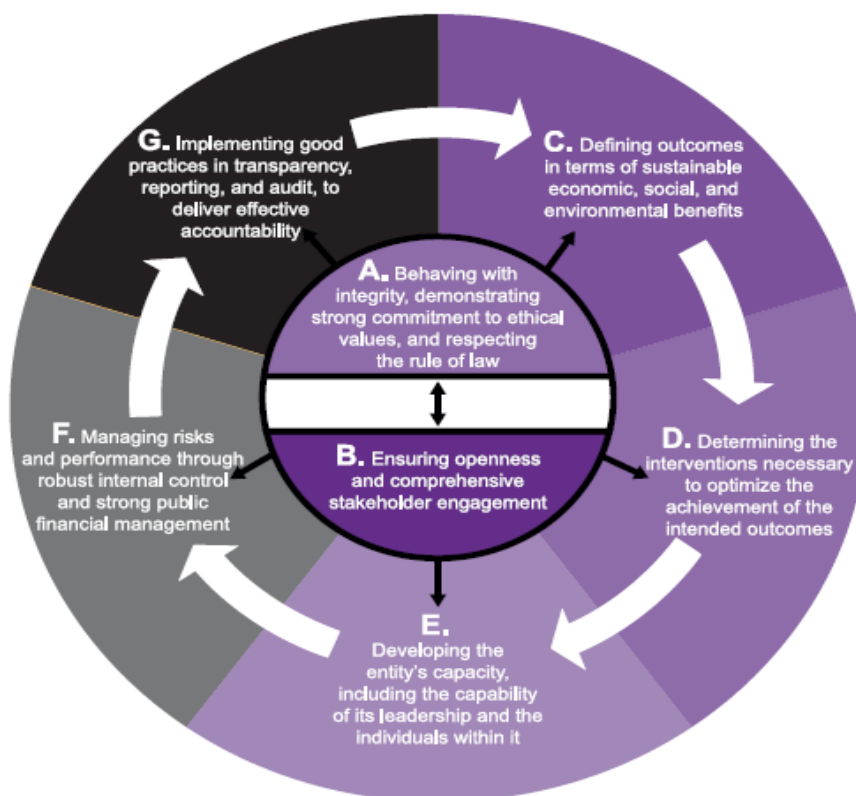 G. Implementing good
practices in transparency,
reporting, and audit, to
deliver effective
accountability
C. Defining outcomes
in terms of sustainable
economic, social, and
environmental benefits
A. Behaving with
integrity, demonstrating
strong commitment to ethical
values, and respecting
the rule of law
F. Managing risks
and performance through
robust internal control
and strong public
financial management
B. Ensuring openness
and comprehensive
stakeholder engagement
D. Determining the
interventions necessary
to optimize the
achievement of the
intended outcomes
E.
Developing the
entity's capacity,
including the capability
of its leadership and the
individuals within it